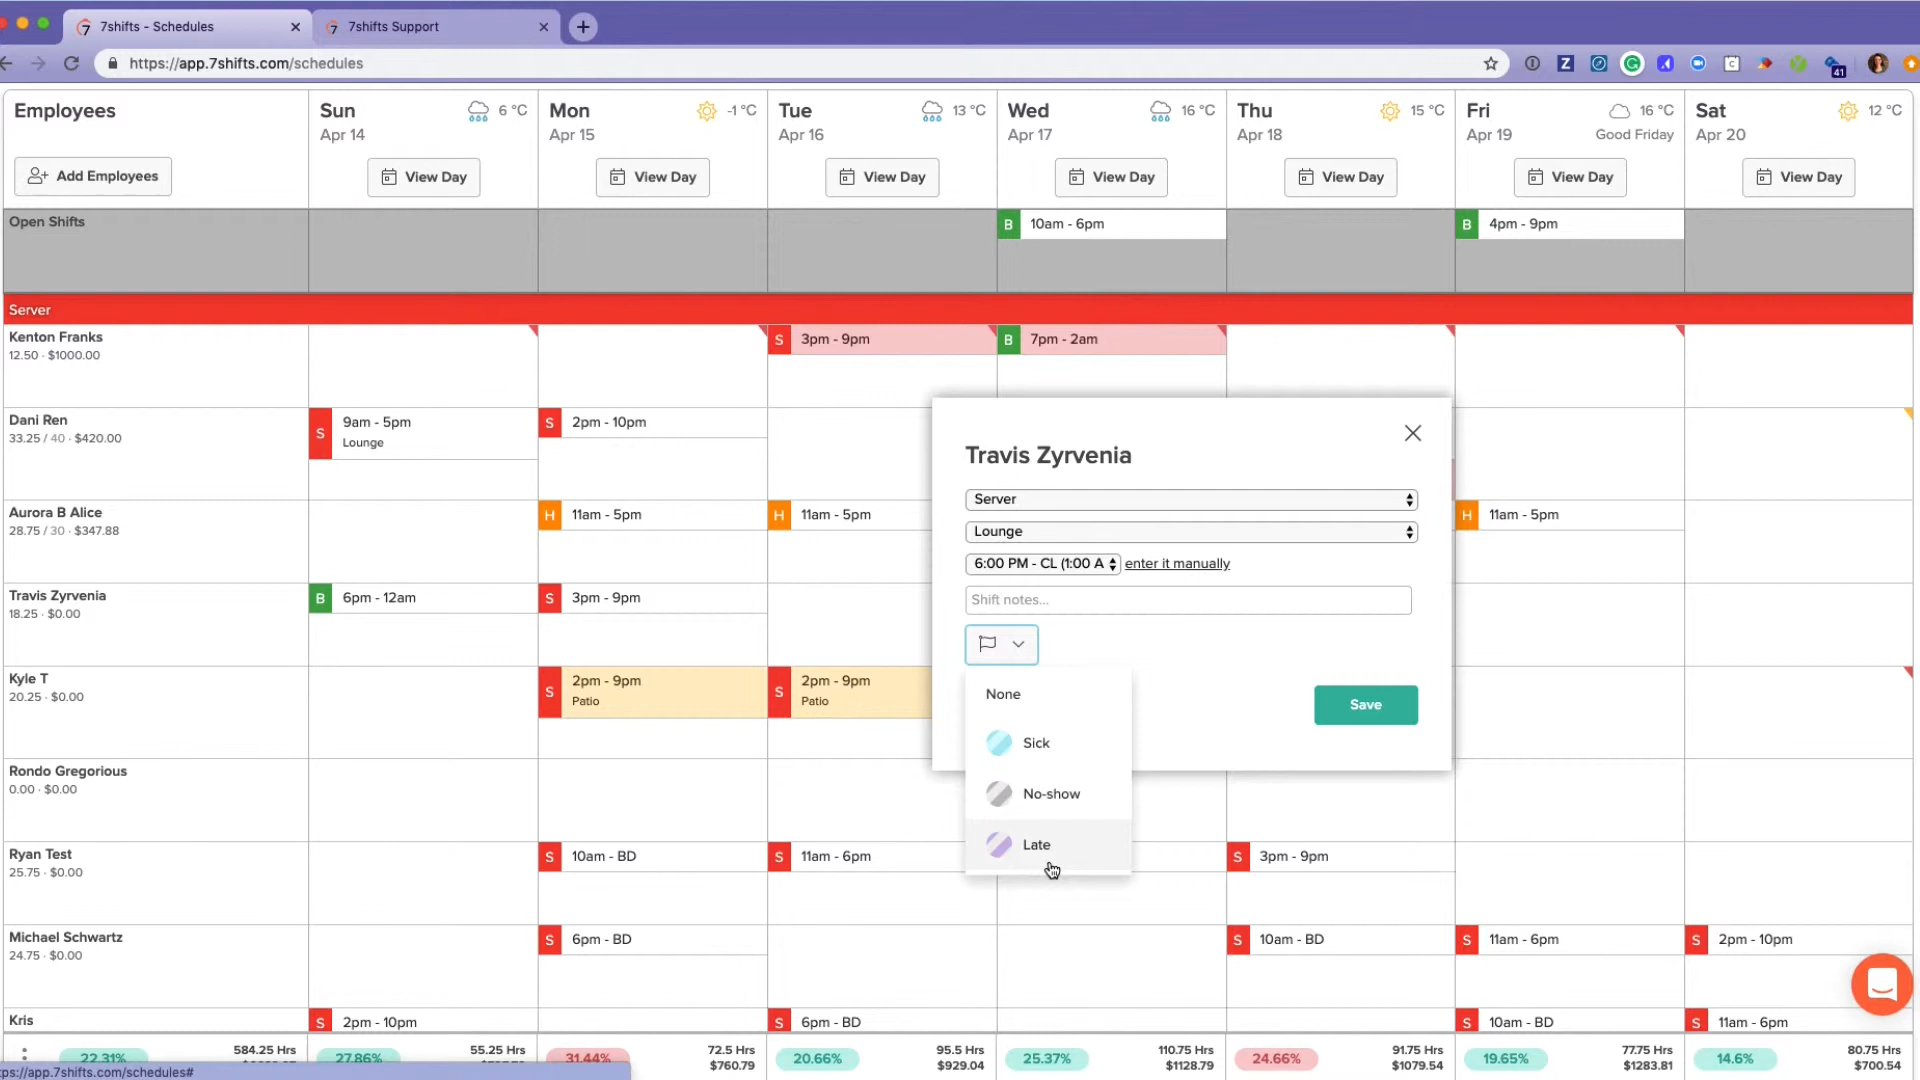 7shifts - Schedules
7shifts Support
https://app.7shifts.com/schedules
41
Employees
Add Employees
Sun 6 °C
Apr 14
View Day
Mon -1 °C
Apr 15
View Day
Tue 13 °C
Apr 16
View Day
Wed 16 °C
Apr 17
View Day
Thu 15 °C
Apr 18
View Day
Fri 16 °C
Apr 19 Good Friday
View Day
Sat 12 °C
Apr 20
View Day
Open Shifts
B 10am - 6pm
B 4pm - 9pm
Server
Kenton Franks
12.50 · $1000.00
S 3pm - 9pm
B 7pm - 2am
Dani Ren
33.25 / 40 · $420.00
S 9am - 5pm
Lounge
S 2pm - 10pm
Aurora B Alice
28.75 / 30 · $347.88
H 11am - 5pm
H 11am - 5pm
H 11am - 5pm
Travis Zyrvenia
18.25 · $0.00
B 6pm - 12am
S 3pm - 9pm
Kyle T
20.25 · $0.00
S 2pm - 9pm
Patio
S 2pm - 9pm
Patio
Rondo Gregorious
0.00 · $0.00
Ryan Test
25.75 · $0.00
S 10am - BD
S 11am - 6pm
S 3pm - 9pm
Michael Schwartz
24.75 · $0.00
S 6pm - BD
S 10am - BD
S 11am - 6pm
S 2pm - 10pm
Kris
S 2pm - 10pm
S 6pm - BD
S 10am - BD
S 11am - 6pm
Travis Zyrvenia
Server
Lounge
6:00 PM - CL (1:00 A
enter it manually
Shift notes...
None
Sick
No-show
Late
Save
22.31% 584.25 Hrs
27.86% 55.25 Hrs
31.44% 72.5 Hrs
$760.79
20.66% 95.5 Hrs
$929.04
25.37% 110.75 Hrs
$1128.79
24.66% 91.75 Hrs
$1079.54
19.65% 77.75 Hrs
$1283.81
14.6% 80.75 Hrs
$700.54
ps://app.7shifts.com/schedules#